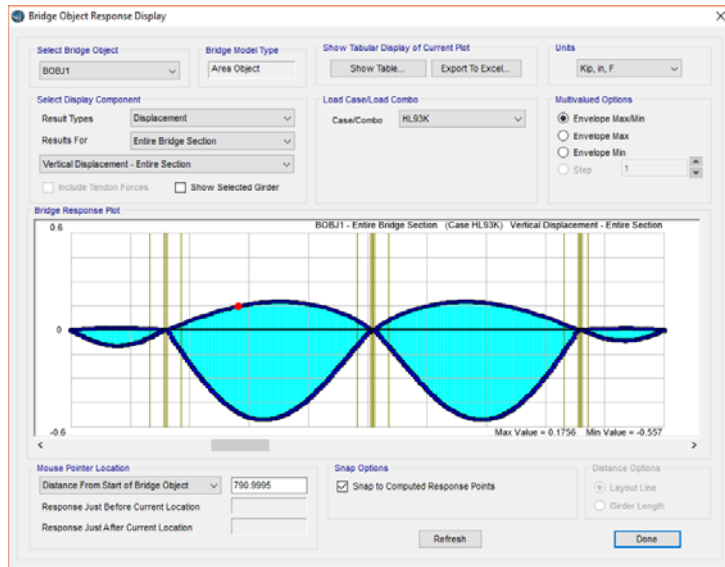 Bridge Object Response Display
Select Bridge Object
BOBJ1
Bridge Model Type
Area Object
Show Tabular Display of Current Plot
Show Table...
Export To Excel...
Units
Kip, in, F
Select Display Component
Result Types
Displacement
Results For
Entire Bridge Section
Vertical Displacement - Entire Section
Include Tendon Forces
Show Selected Girder
Load Case/Load Combo
Case/Combo
HL93K
Multivalued Options
Envelope Max/Min
Envelope Max
Envelope Min
Step
1
Bridge Response Plot
0.6
BOBJ1 - Entire Bridge Section (Case HL93K) Vertical Displacement - Entire Section
0
-0.6
Max Value = 0.1756 Min Value = -0.557
Mouse Pointer Location
Distance From Start of Bridge Object
790.9995
Response Just Before Current Location
Response Just After Current Location
Snap Options
Snap to Computed Response Points
Distance Options
Layout Line
Girder Length
Refresh
Done